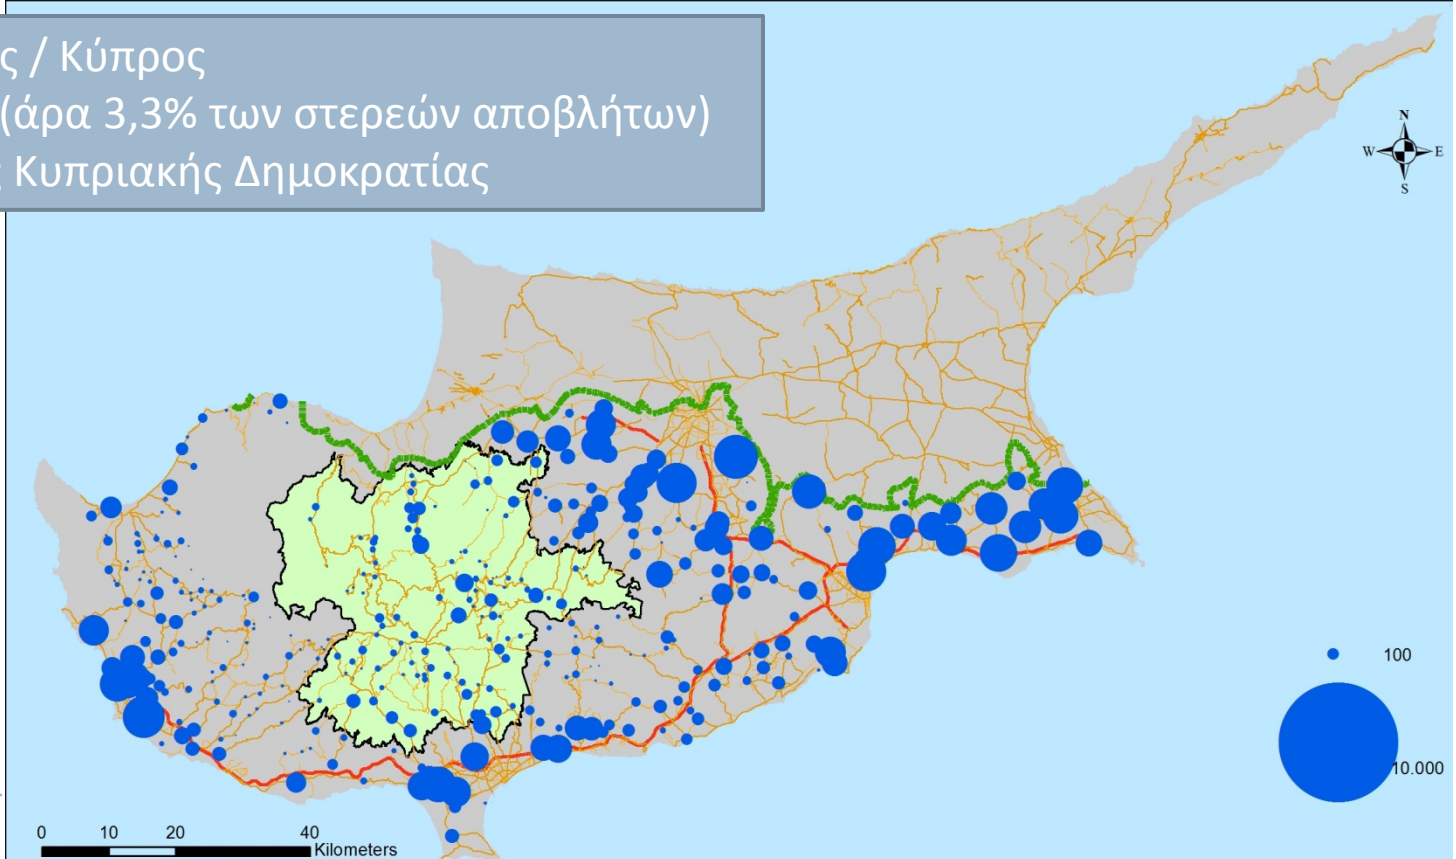 ς / Κύπρος
(άρα 3,3% των στερεών αποβλήτων)
ς Κυπριακής Δημοκρατίας
N
W E
S
100
10.000
0 10 20 40
Kilometers